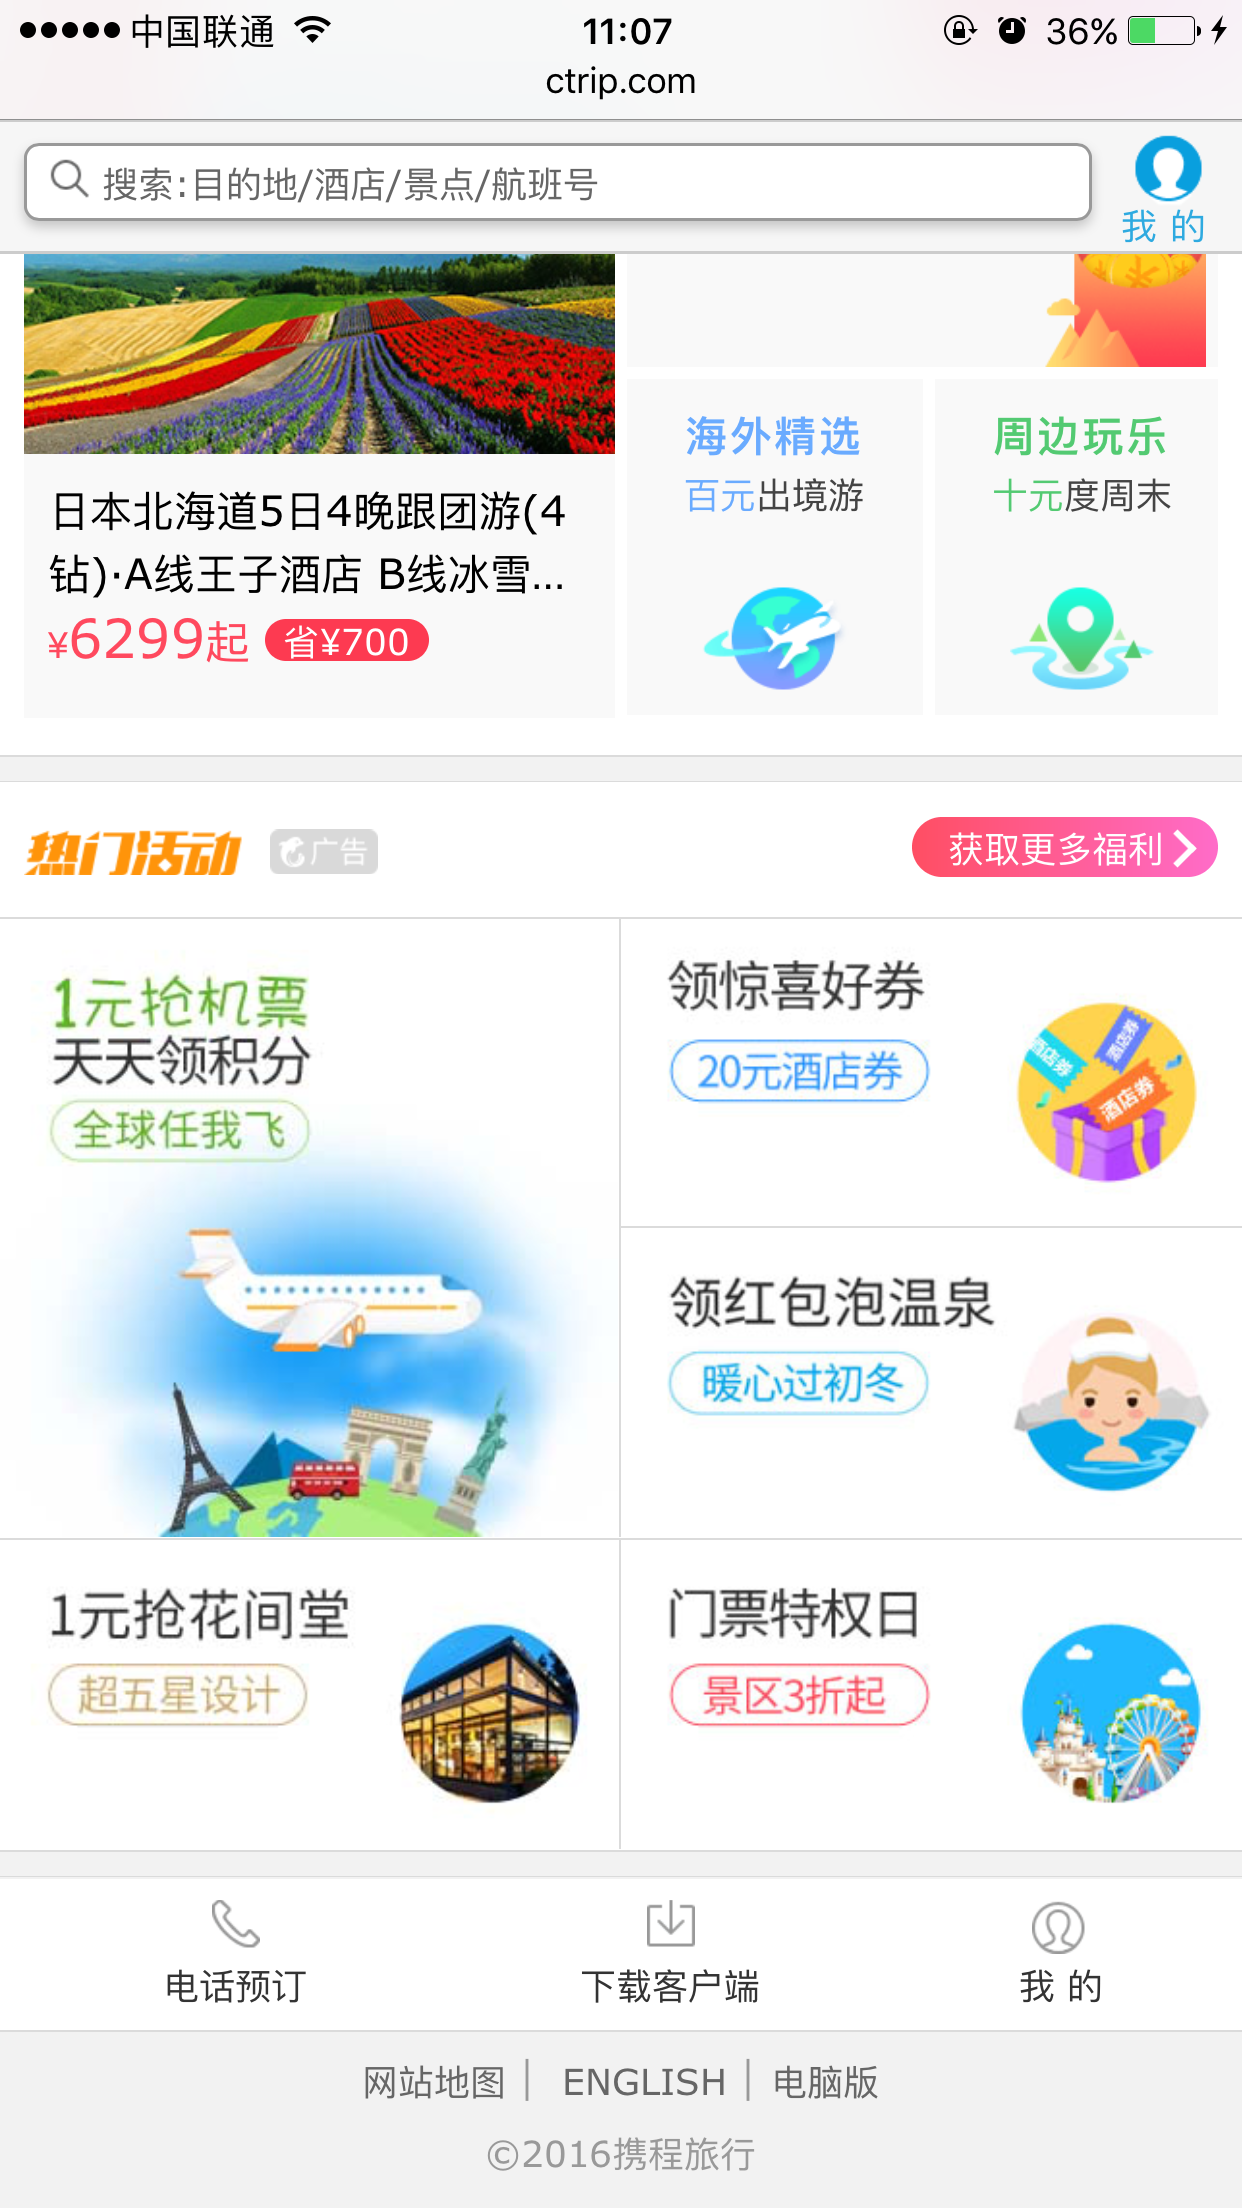 中国联通 11:07 36%
ctrip.com
搜索:目的地/酒店/景点/航班号
我 的
海外精选
百元出境游
周边玩乐
十元度周末
日本北海道5日4晚跟团游(4
钻)·A线王子酒店 B线冰雪...
¥6299起 省¥700
热门活动 广告 获取更多福利
1元抢机票
天天领积分
全球任我飞
领惊喜好券
20元酒店券
酒店券
酒店券
酒店券
领红包泡温泉
暖心过初冬
1元抢花间堂
超五星设计
门票特权日
景区3折起
电话预订 下载客户端 我 的
网站地图 | ENGLISH | 电脑版
©2016携程旅行